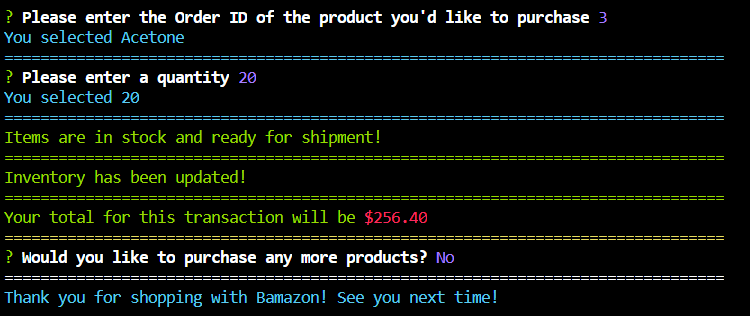 ? Please enter the Order ID of the product you'd like to purchase 3
You selected Acetone
================================================================================
? Please enter a quantity 20
You selected 20
================================================================================
Items are in stock and ready for shipment!
================================================================================
Inventory has been updated!
================================================================================
Your total for this transaction will be $256.40
================================================================================
? Would you like to purchase any more products? No
================================================================================
Thank you for shopping with Bamazon! See you next time!